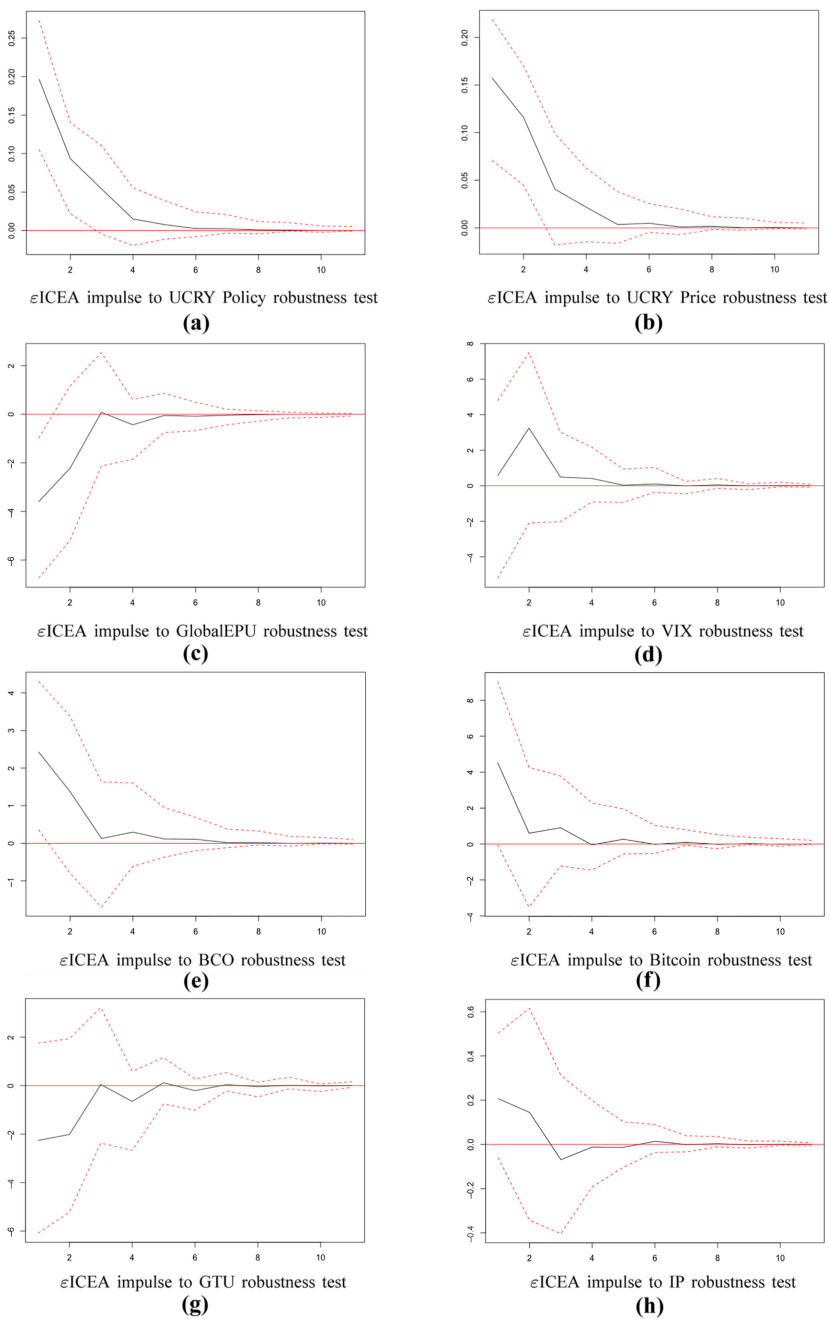 0.25
0.20
0.15
0.10
0.05
0.00
2 4 6 8 10
εICEA impulse to UCRY Policy robustness test
(a)
0.20
0.15
0.10
0.05
0.00
2 4 6 8 10
εICEA impulse to UCRY Price robustness test
(b)
2
0
-2
-4
-6
2 4 6 8 10
εICEA impulse to GlobalEPU robustness test
(c)
8
6
4
2
0
-2
-4
2 4 6 8 10
εICEA impulse to VIX robustness test
(d)
4
3
2
1
0
-1
2 4 6 8 10
εICEA impulse to BCO robustness test
(e)
8
6
4
2
0
-2
-4
2 4 6 8 10
εICEA impulse to Bitcoin robustness test
(f)
2
0
-2
-4
-6
2 4 6 8 10
εICEA impulse to GTU robustness test
(g)
0.6
0.4
0.2
0.0
-0.2
-0.4
2 4 6 8 10
εICEA impulse to IP robustness test
(h)